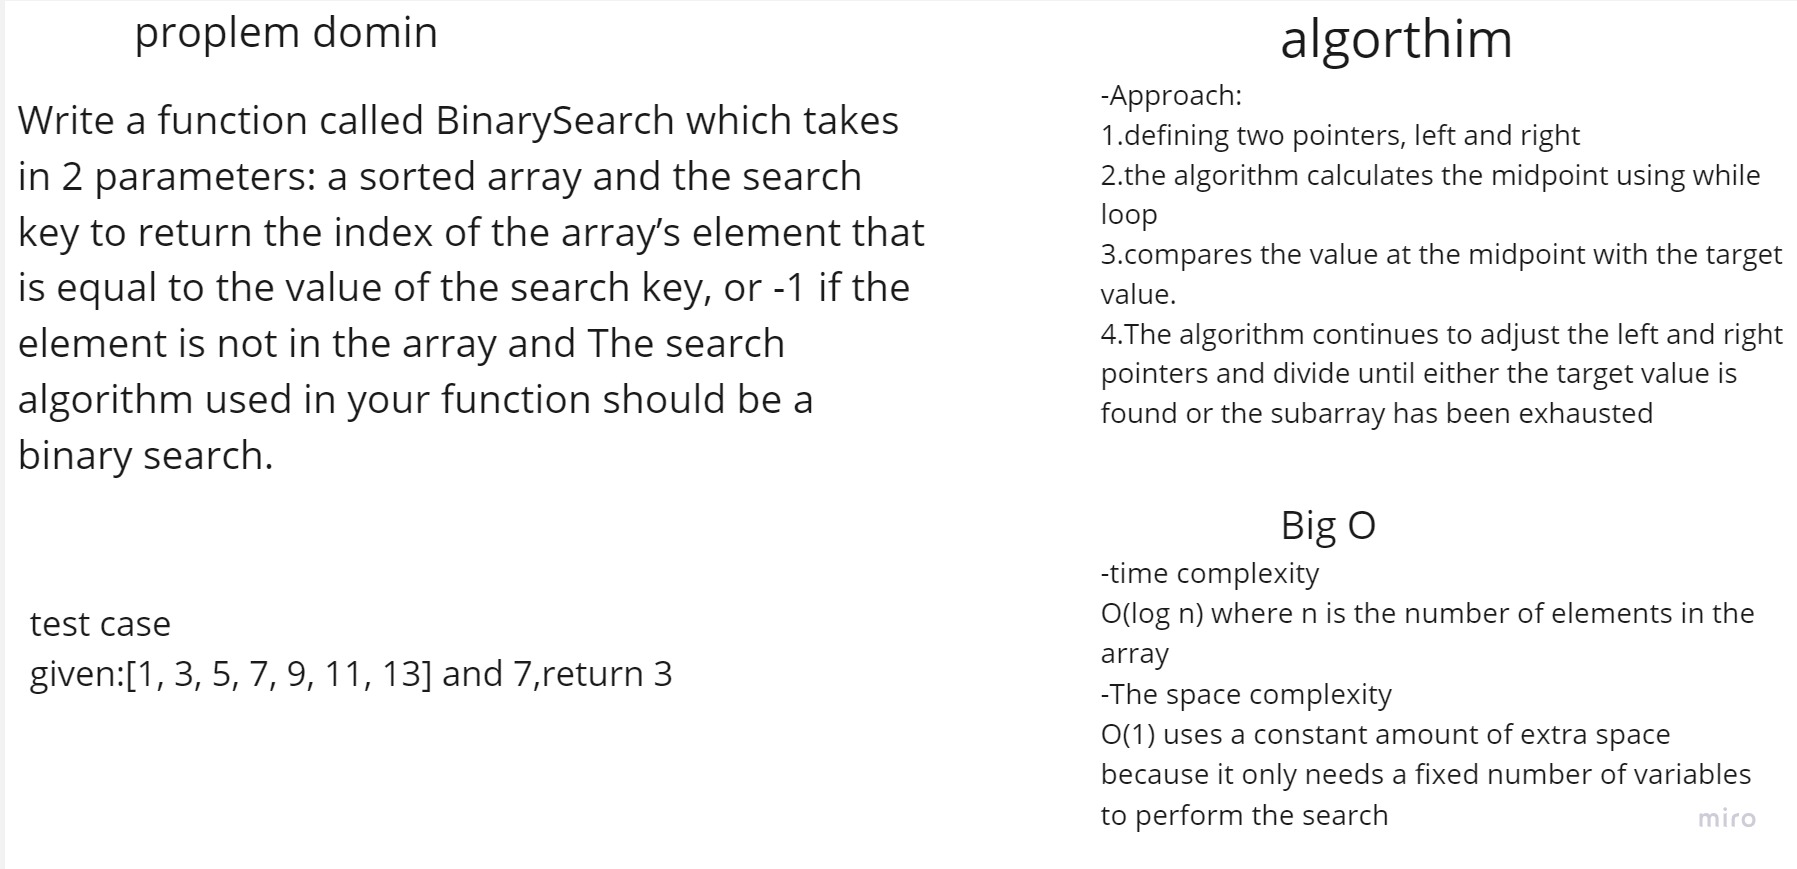 proplem domin
Write a function called BinarySearch which takes
in 2 parameters: a sorted array and the search
key to return the index of the array’s element that
is equal to the value of the search key, or -1 if the
element is not in the array and The search
algorithm used in your function should be a
binary search.
test case
given:[1, 3, 5, 7, 9, 11, 13] and 7,return 3
algorthim
-Approach:
1.defining two pointers, left and right
2.the algorithm calculates the midpoint using while
loop
3.compares the value at the midpoint with the target
value.
4.The algorithm continues to adjust the left and right
pointers and divide until either the target value is
found or the subarray has been exhausted
Big O
-time complexity
O(log n) where n is the number of elements in the
array
-The space complexity
O(1) uses a constant amount of extra space
because it only needs a fixed number of variables
to perform the search
miro